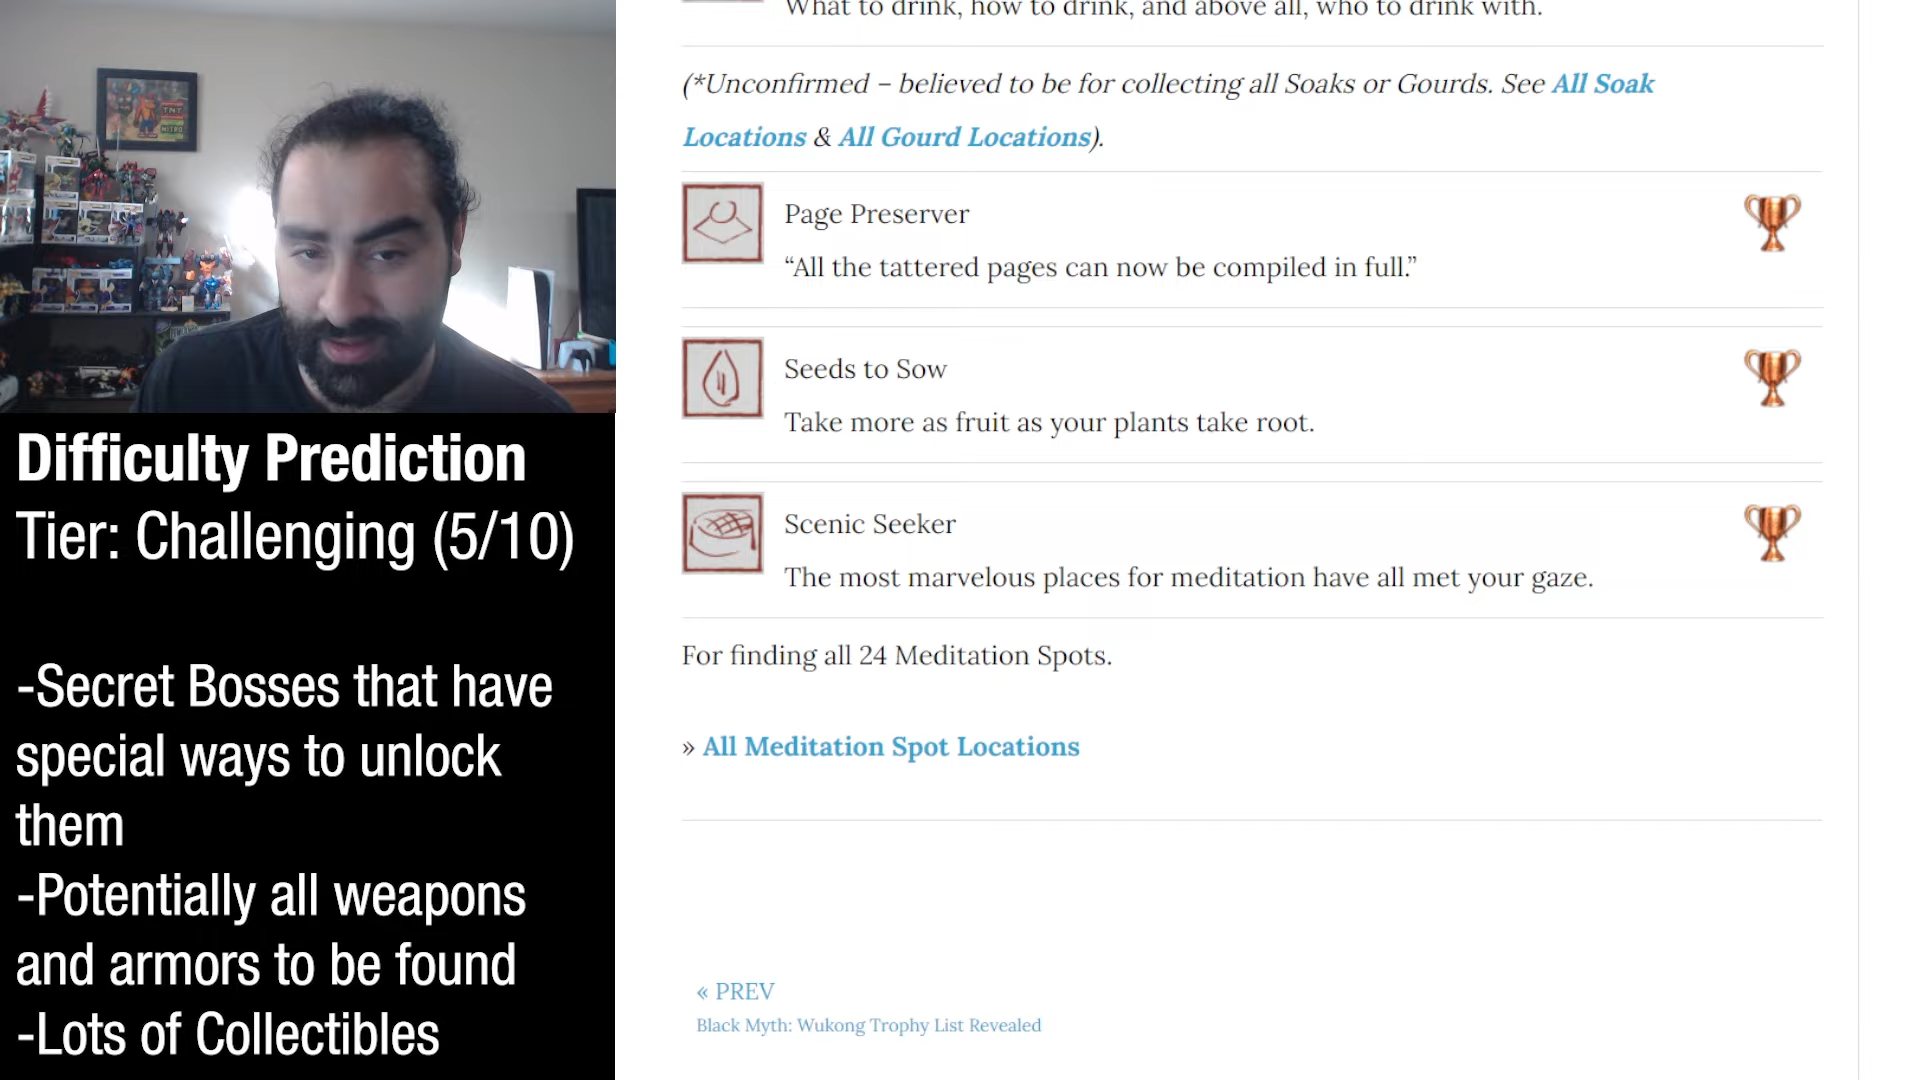 What to drink, how to drink, and above all, who to drink with.
(*Unconfirmed – believed to be for collecting all Soaks or Gourds. See All Soak
Locations & All Gourd Locations).
Page Preserver
“All the tattered pages can now be compiled in full.”
Seeds to Sow
Take more as fruit as your plants take root.
Scenic Seeker
The most marvelous places for meditation have all met your gaze.
For finding all 24 Meditation Spots.
» All Meditation Spot Locations
« PREV
Black Myth: Wukong Trophy List Revealed
TNT
NITRO
Difficulty Prediction
Tier: Challenging (5/10)
-Secret Bosses that have
special ways to unlock
them
-Potentially all weapons
and armors to be found
-Lots of Collectibles